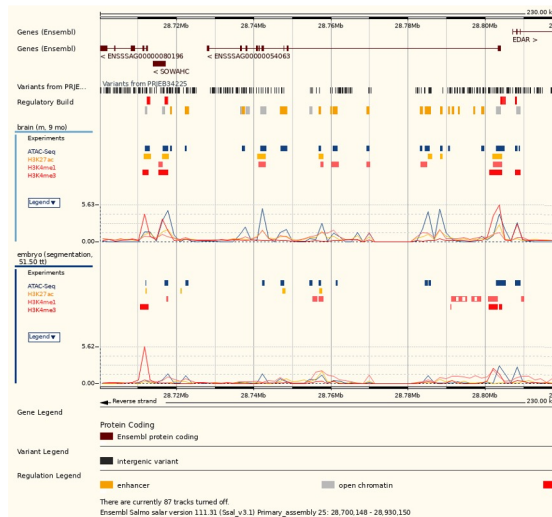 230.00 kb
28.72Mb 28.74Mb 28.76Mb 28.78Mb 28.80Mb
Genes (Ensembl)
EDAR >
Genes (Ensembl)
< ENSSSAG00000080196 < ENSSSAG00000054063
< SOWAHC
Variants from PRJEB34225
Variants from PRJE...
Regulatory Build
brain (m, 9 mo)
Experiments
ATAC-Seq
H3K27ac
H3K4me1
H3K4me3
Legend ▼
5.63
0.00
embryo (segmentation,
51.50 tt)
Experiments
ATAC-Seq
H3K27ac
H3K4me1
H3K4me3
Legend ▼
5.62
0.00
28.72Mb 28.74Mb 28.76Mb 28.78Mb 28.80Mb
Reverse strand 230.00 kb
Gene Legend
Protein Coding
Ensembl protein coding
Variant Legend
intergenic variant
Regulation Legend
enhancer open chromatin
There are currently 87 tracks turned off.
Ensembl Salmo salar version 111.31 (Ssal_v3.1) Primary_assembly 25: 28,700,148 - 28,930,150